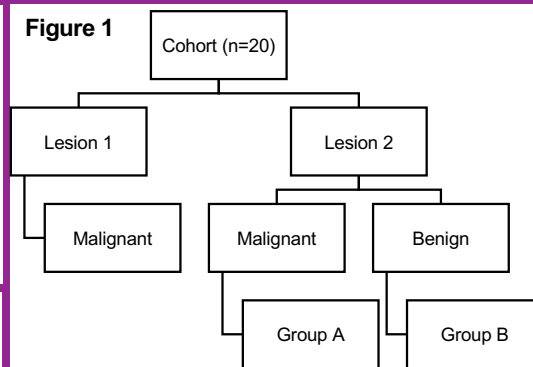 Figure 1
Cohort (n=20)
Lesion 1
Lesion 2
Malignant
Malignant
Benign
Group A
Group B